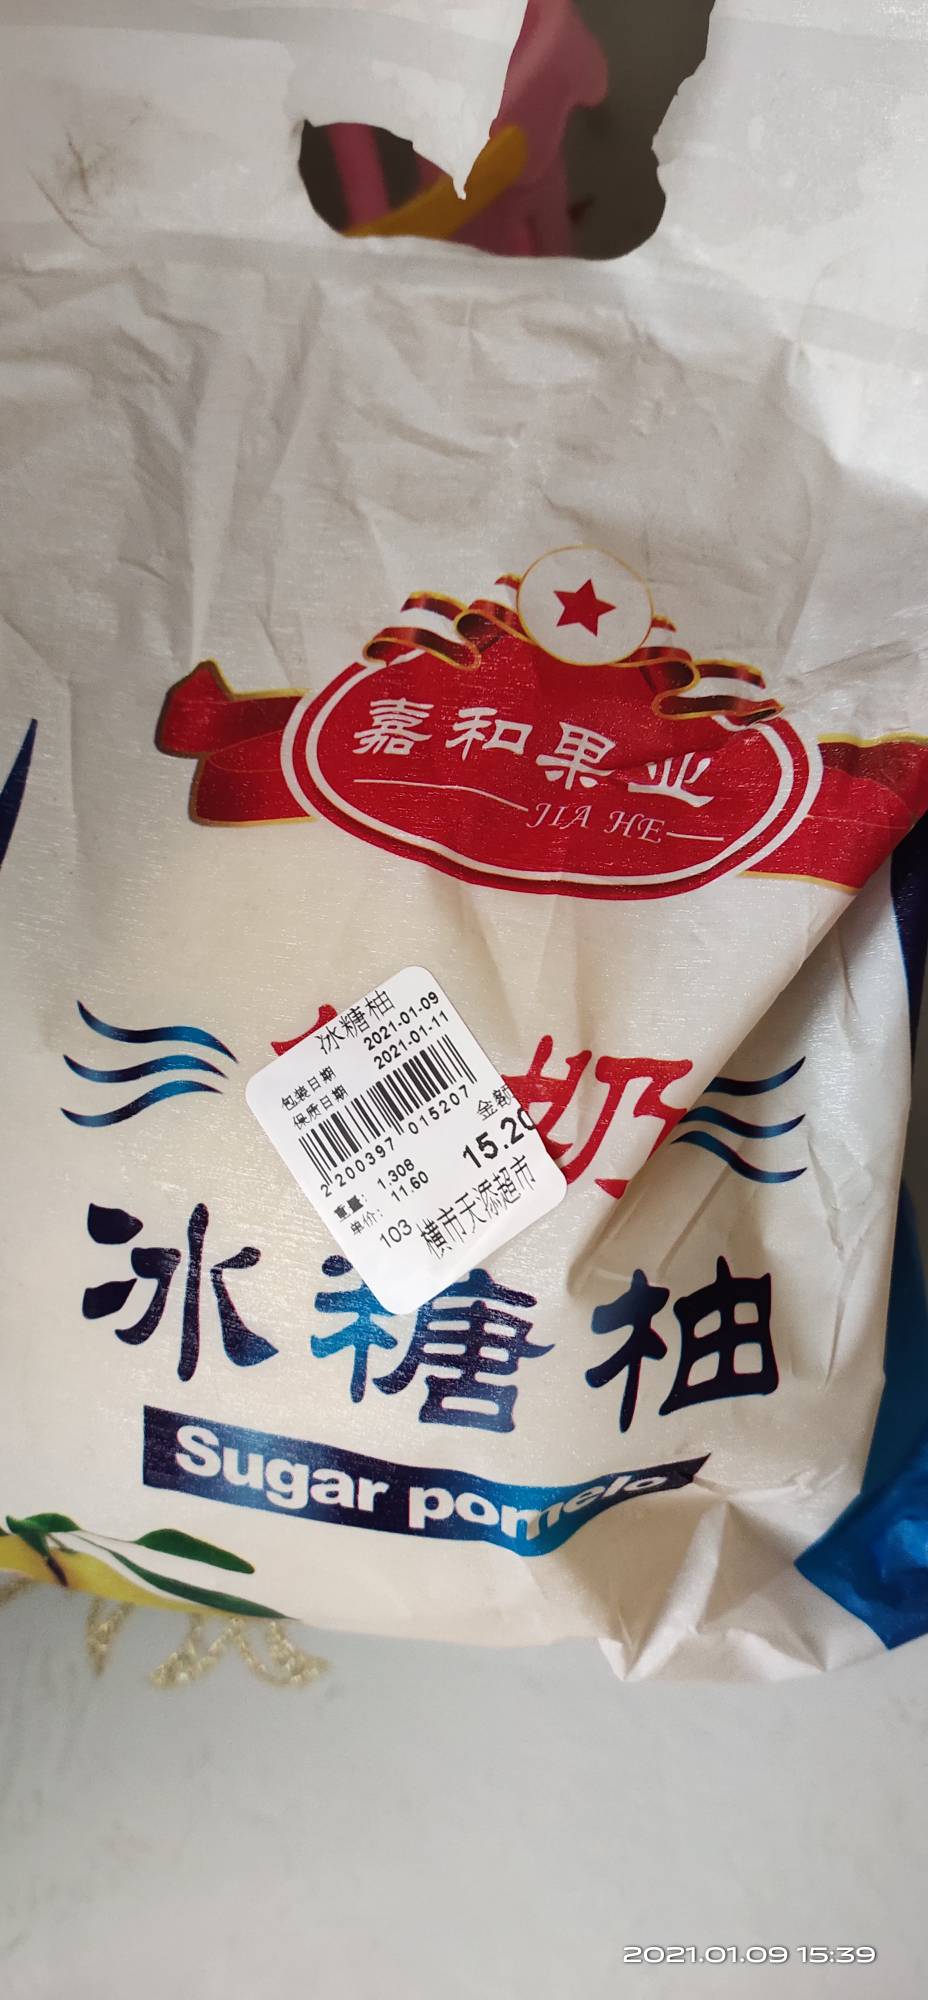 嘉和果业
JIA HE
冰糖柚
包装日期 2021-01-09
保质日期 2021-01-11
2 200397 015207
重量: 1.308
金额
单价: 11.60
15.20
103 横市天添超市
奶
冰糖柚
Sugar pomelo
2021.01.09 15:39